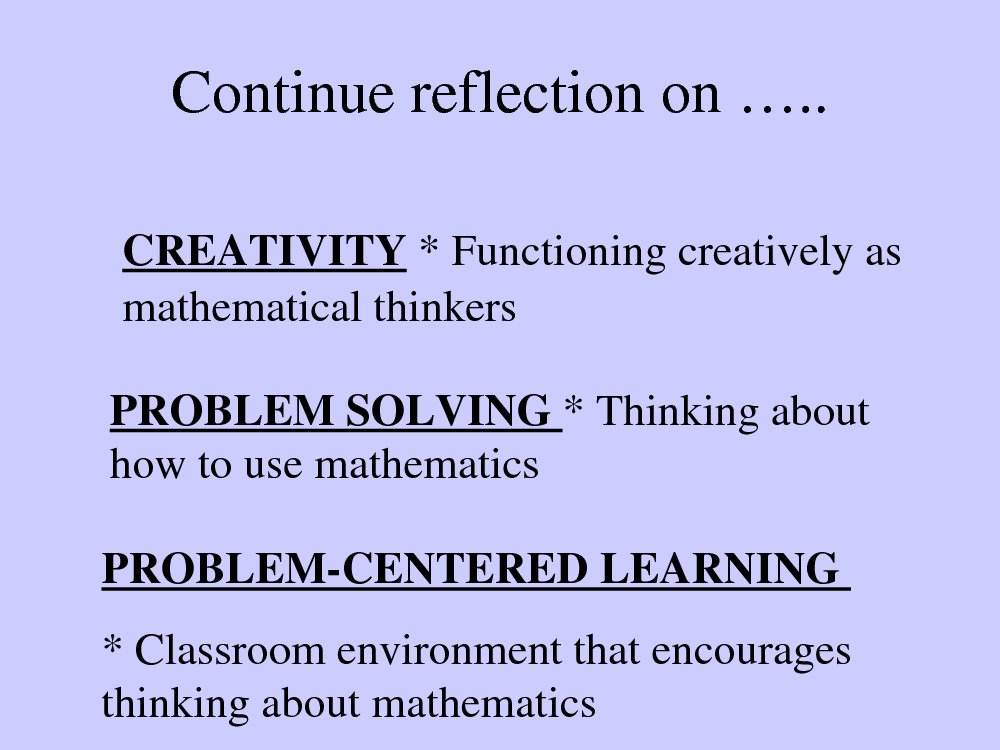 Continue reflection on …..
CREATIVITY * Functioning creatively as
mathematical thinkers
PROBLEM SOLVING * Thinking about
how to use mathematics
PROBLEM-CENTERED LEARNING
* Classroom environment that encourages
thinking about mathematics